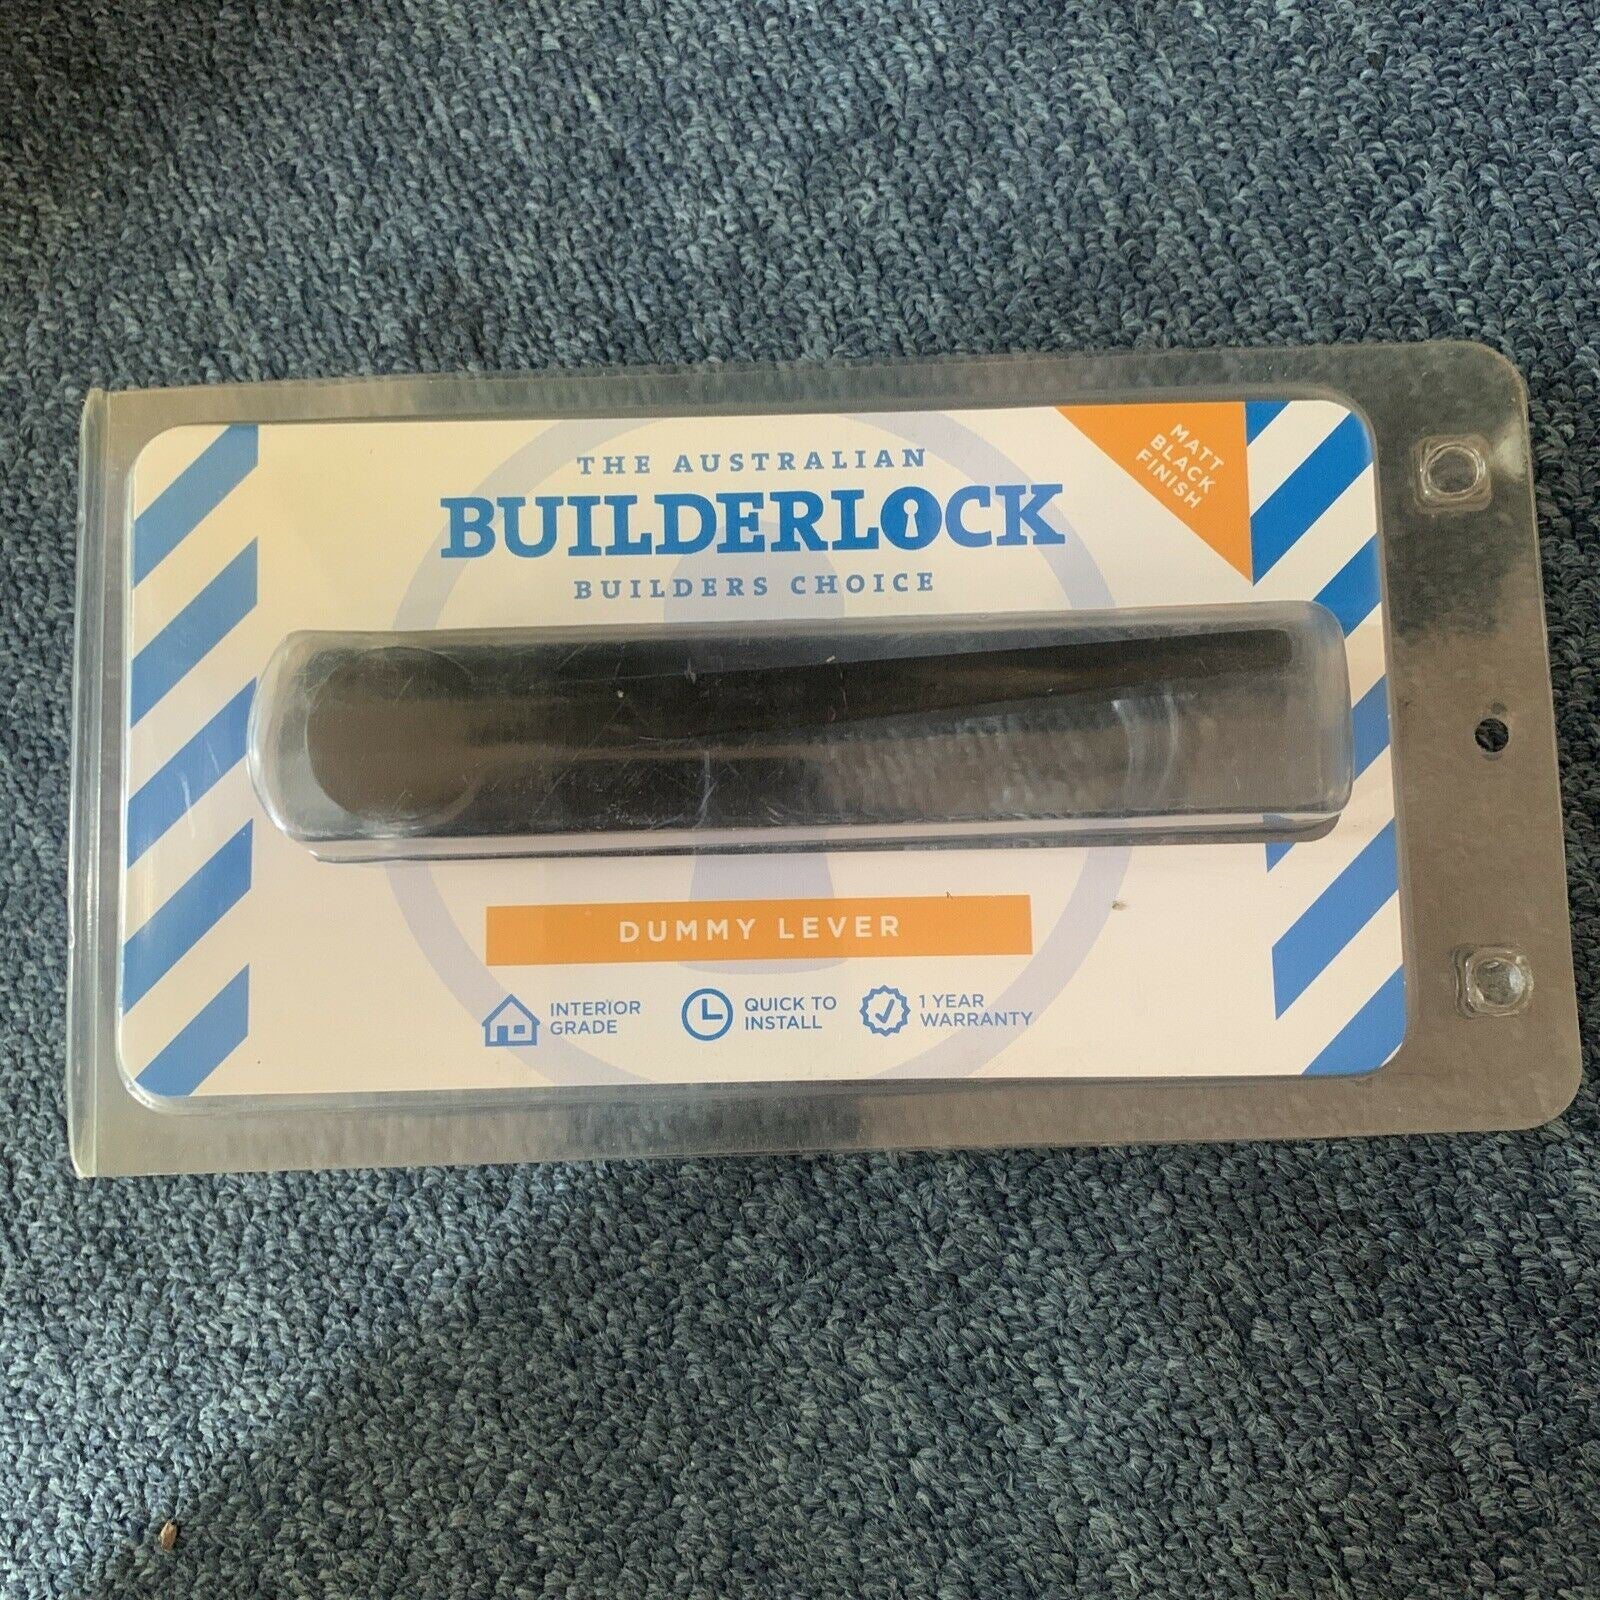 THE AUSTRALIAN
BUILDERLOCK
BUILDERS CHOICE
MATT
BLACK
FINISH
DUMMY LEVER
INTERIOR
GRADE
QUICK TO
INSTALL
1 YEAR
WARRANTY